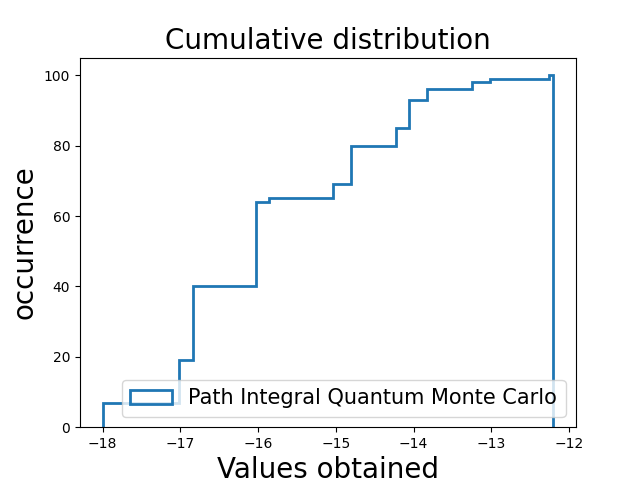 Cumulative distribution
100
80
60
40
20
0
occurrence
Path Integral Quantum Monte Carlo
−18 −17 −16 −15 −14 −13 −12
Values obtained